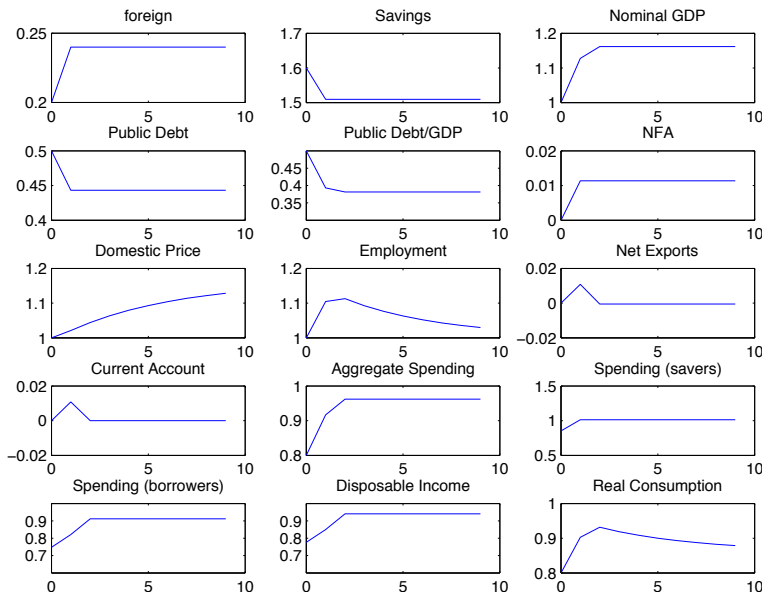 foreign
Savings
Nominal GDP
0.25
0.2
0 5 10
1.7
1.6
1.5
0 5 10
1.2
1.1
1
0 5 10
Public Debt
Public Debt/GDP
NFA
0.5
0.45
0.4
0 5 10
0.45
0.4
0.35
0 5 10
0.02
0.01
0
0 5 10
Domestic Price
Employment
Net Exports
1.2
1.1
1
0 5 10
1.2
1.1
1
0 5 10
0.02
0
−0.02
0 5 10
Current Account
Aggregate Spending
Spending (savers)
0.02
0
−0.02
0 5 10
1
0.9
0.8
0 5 10
1.5
1
0.5
0 5 10
Spending (borrowers)
Disposable Income
Real Consumption
0.9
0.8
0.7
0 5 10
0.9
0.8
0.7
0 5 10
1
0.9
0.8
0 5 10